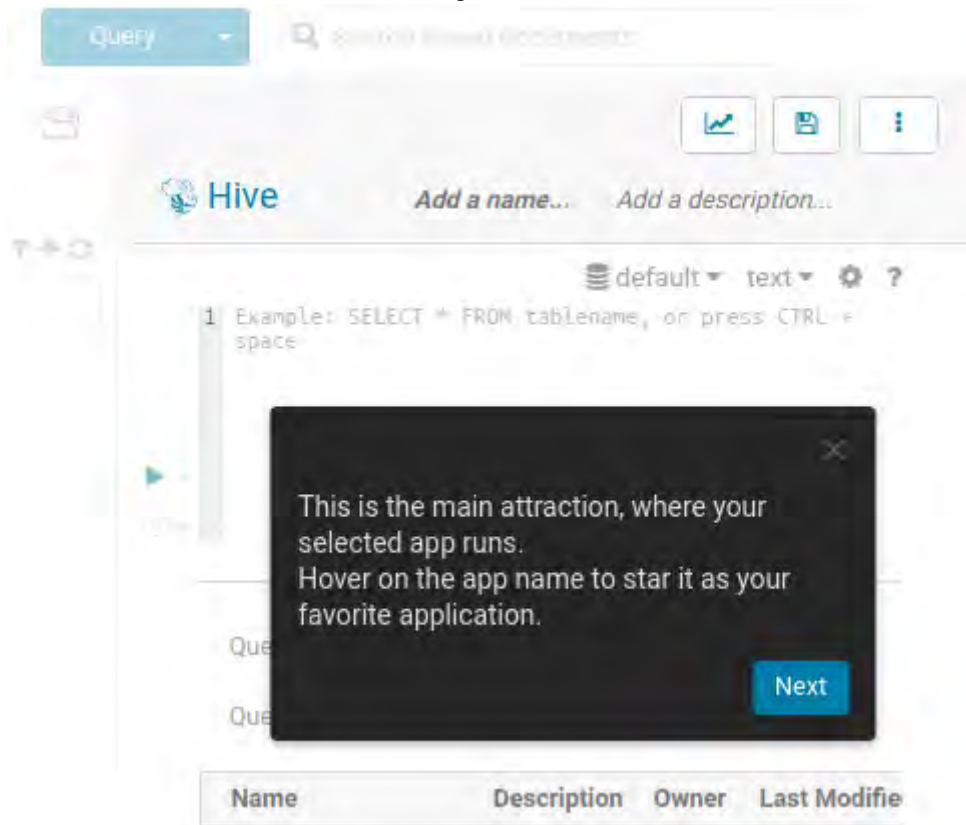 Query
Hive Add a name... Add a description...
default text ?
1 Example: SELECT * FROM tablename, or press CTRL +
space
This is the main attraction, where your
selected app runs.
Hover on the app name to star it as your
favorite application.
Next
Que
Que
Name Description Owner Last Modifie